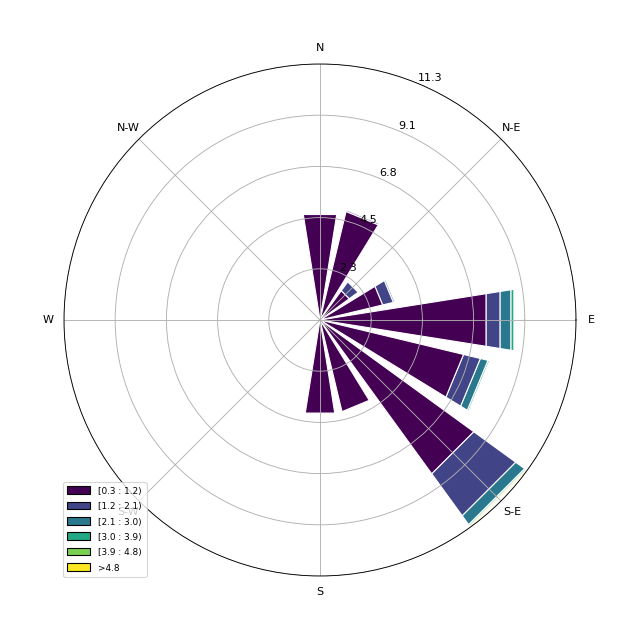 N
11.3
9.1
N-W
N-E
6.8
4.5
2.3
W
E
[0.3 : 1.2)
[1.2 : 2.1)
S-W
S-E
[2.1 : 3.0)
[3.0 : 3.9)
[3.9 : 4.8)
>4.8
S